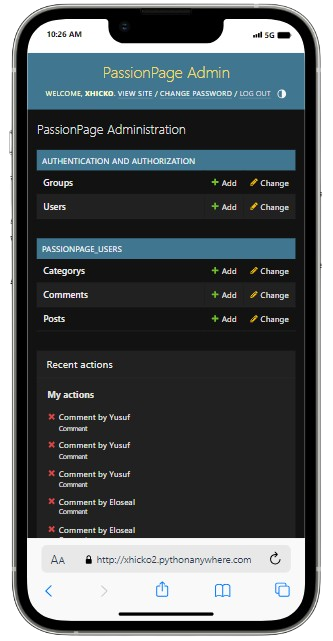 10:26 AM
5G
PassionPage Admin
WELCOME, XHICKO. VIEW SITE / CHANGE PASSWORD / LOG OUT
PassionPage Administration
AUTHENTICATION AND AUTHORIZATION
Groups + Add Change
Users + Add Change
PASSIONPAGE_USERS
Categorys + Add Change
Comments + Add Change
Posts + Add Change
Recent actions
My actions
Comment by Yusuf
Comment
Comment by Yusuf
Comment
Comment by Yusuf
Comment
Comment by Eloseal
Comment
Comment by Eloseal
AA http://xhicko2.pythonanywhere.com